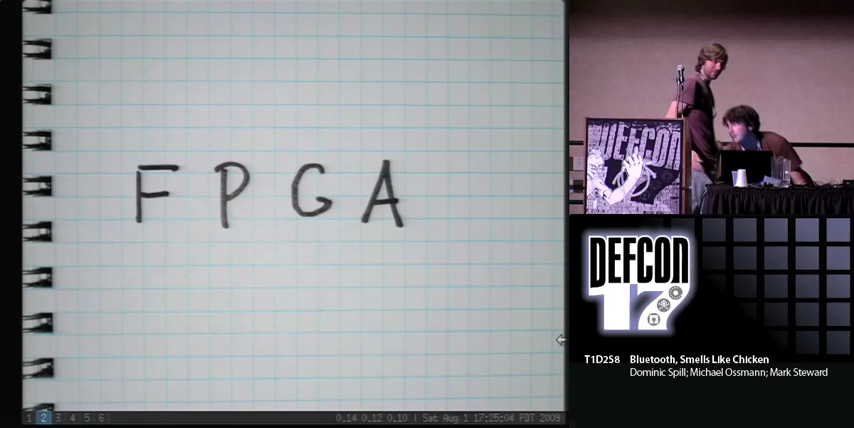 F P G A
DEFCON
DEFCON
17
T1D2S8 Bluetooth, Smells Like Chicken
Dominic Spill; Michael Ossmann; Mark Steward
1 2 3 4 5 6
0.14 0.12 0.10 | Sat Aug 1 17:25:04 PDT 2009